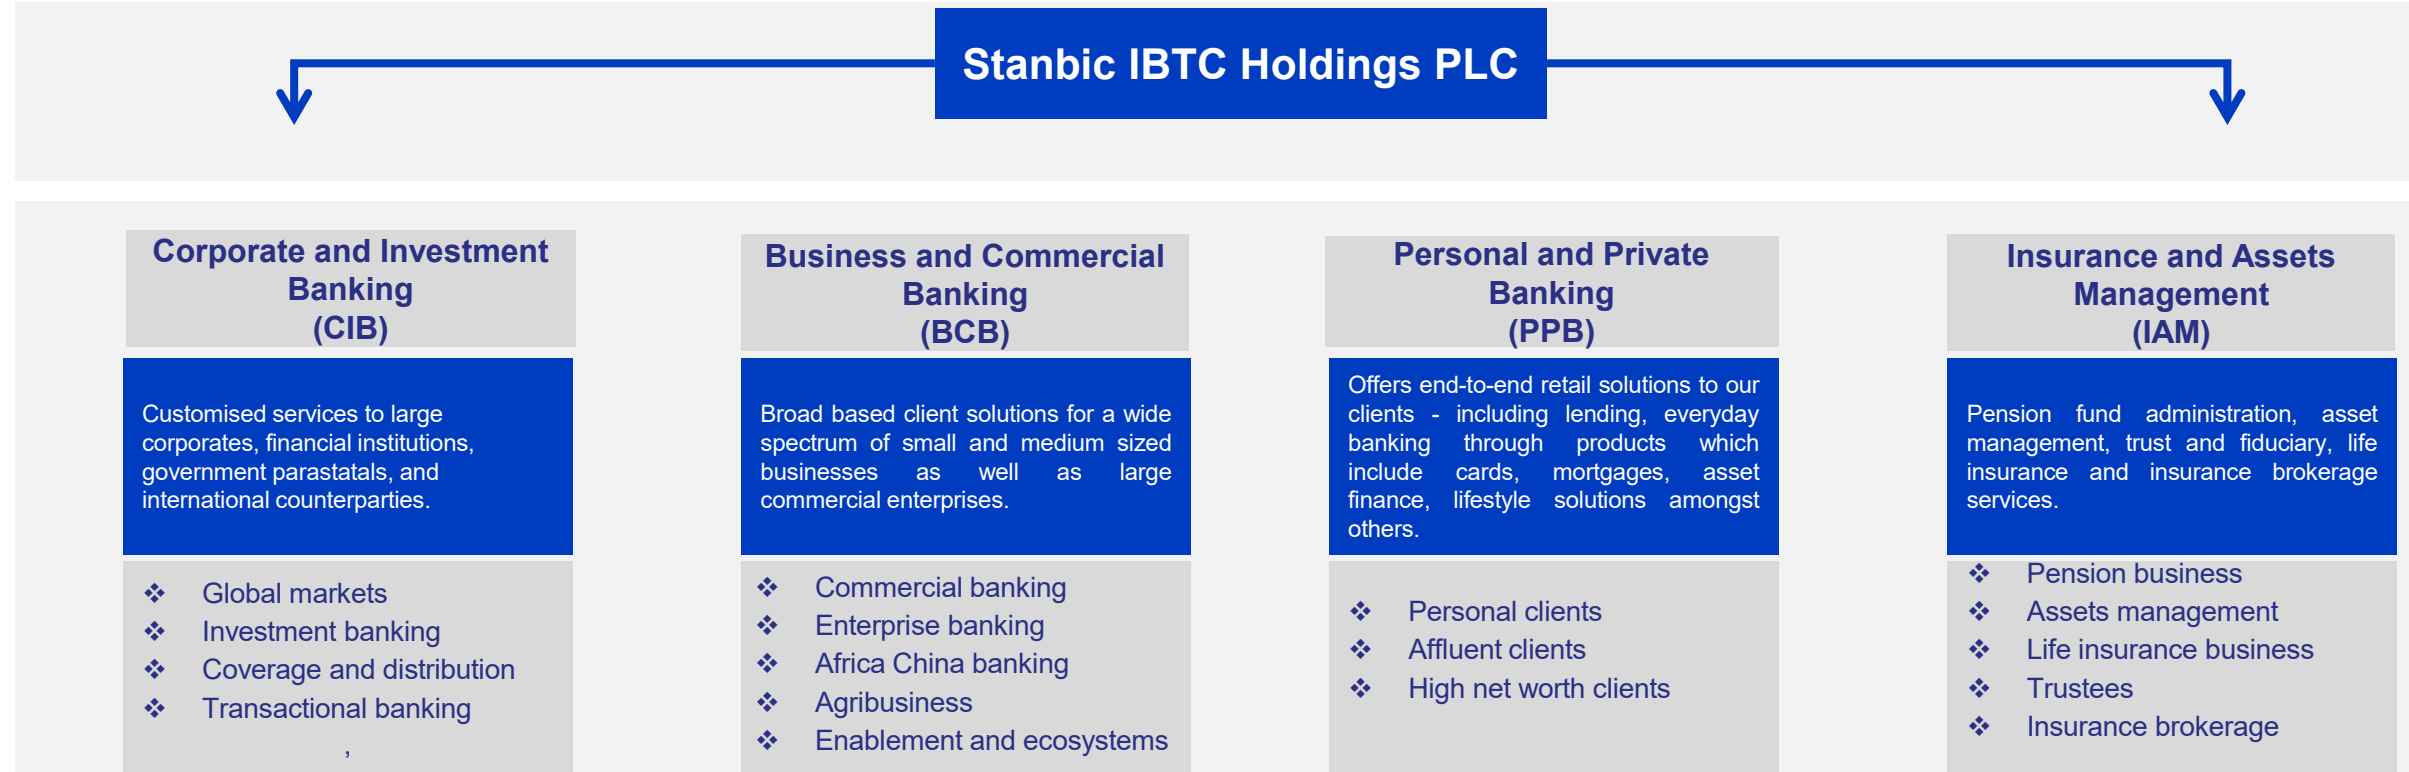 Stanbic IBTC Holdings PLC
Corporate and Investment
Banking
(CIB)
Customised services to large
corporates, financial institutions,
government parastatals, and
international counterparties.
❖ Global markets
❖ Investment banking
❖ Coverage and distribution
❖ Transactional banking
,
Business and Commercial
Banking
(BCB)
Broad based client solutions for a wide
spectrum of small and medium sized
businesses as well as large
commercial enterprises.
❖ Commercial banking
❖ Enterprise banking
❖ Africa China banking
❖ Agribusiness
❖ Enablement and ecosystems
Personal and Private
Banking
(PPB)
Offers end-to-end retail solutions to our
clients - including lending, everyday
banking through products which
include cards, mortgages, asset
finance, lifestyle solutions amongst
others.
❖ Personal clients
❖ Affluent clients
❖ High net worth clients
Insurance and Assets
Management
(IAM)
Pension fund administration, asset
management, trust and fiduciary, life
insurance and insurance brokerage
services.
❖ Pension business
❖ Assets management
❖ Life insurance business
❖ Trustees
❖ Insurance brokerage